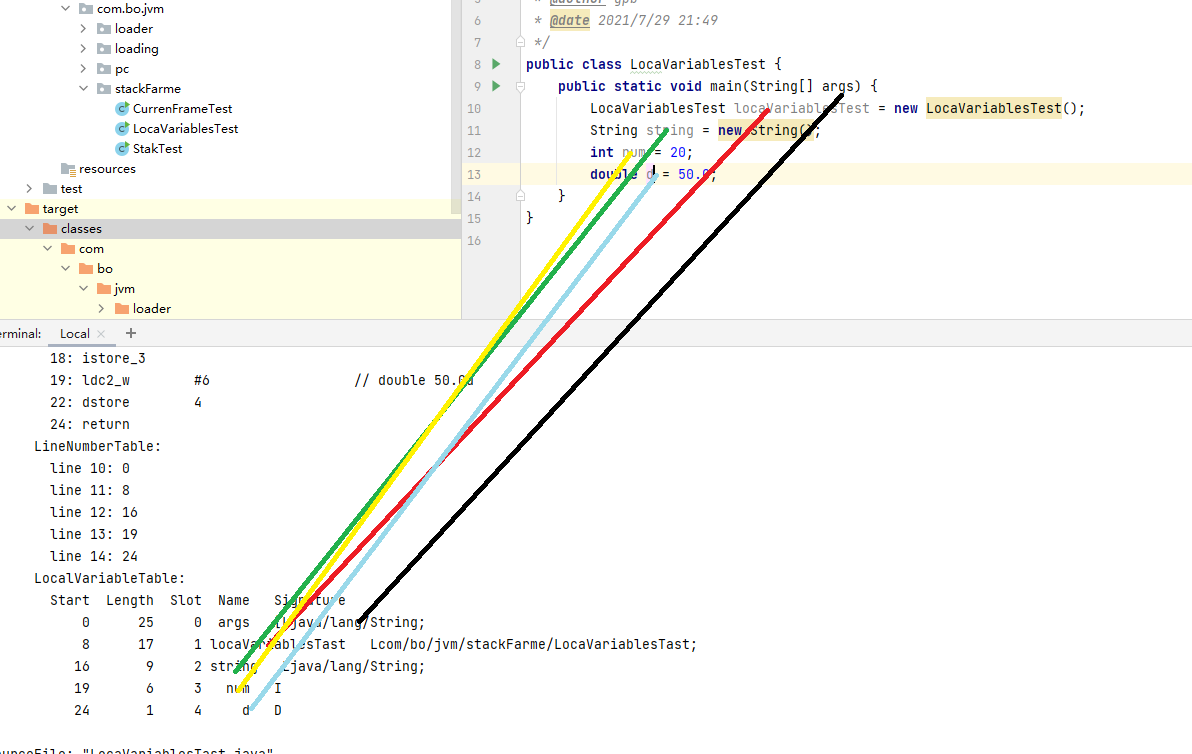 com.bo.jvm
loader
loading
pc
stackFarme
CurrenFrameTest
LocaVariablesTest
StakTest
resources
test
target
classes
com
bo
jvm
loader
6 * @date 2021/7/29 21:49
7 */
8 public class LocaVariablesTest {
9 public static void main(String[] args) {
10 LocaVariablesTest locaVariablesTest = new LocaVariablesTest();
11 String string = new String();
12 int num = 20;
13 double d = 50.0;
14 }
15 }
16
erminal: Local × +
18: istore_3
19: ldc2_w #6 // double 50.0d
22: dstore 4
24: return
LineNumberTable:
line 10: 0
line 11: 8
line 12: 16
line 13: 19
line 14: 24
LocalVariableTable:
Start Length Slot Name Signature
0 25 0 args [Ljava/lang/String;
8 17 1 locaVariablesTast Lcom/bo/jvm/stackFarme/LocaVariablesTast;
16 9 2 string Ljava/lang/String;
19 6 3 num I
24 1 4 d D
ourceFile: "LocaVariablesTast.java"